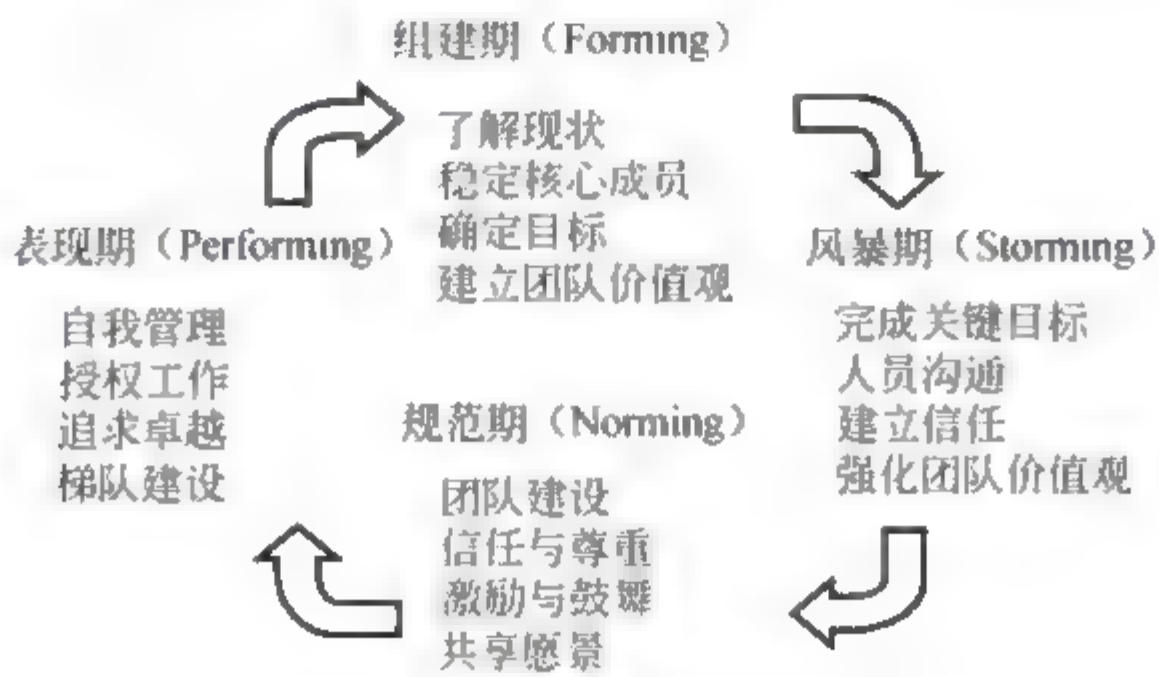 组建期（Forming）
了解现状
稳定核心成员
确定目标
建立团队价值观
风暴期（Storming）
完成关键目标
人员沟通
建立信任
强化团队价值观
规范期（Norming）
团队建设
信任与尊重
激励与鼓舞
共享愿景
表现期（Performing）
自我管理
授权工作
追求卓越
梯队建设